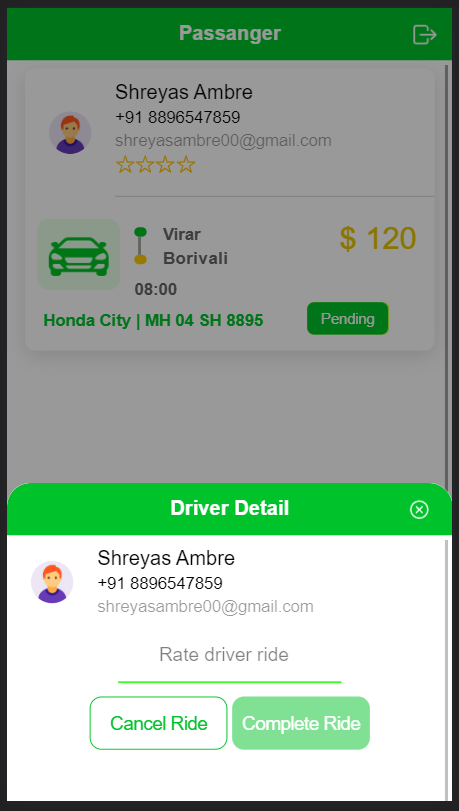 Passanger
Shreyas Ambre
+91 8896547859
shreyasambre00@gmail.com
Virar
$ 120
Borivali
08:00
Honda City | MH 04 SH 8895
Pending
Driver Detail
Shreyas Ambre
+91 8896547859
shreyasambre00@gmail.com
Rate driver ride
Cancel Ride
Complete Ride